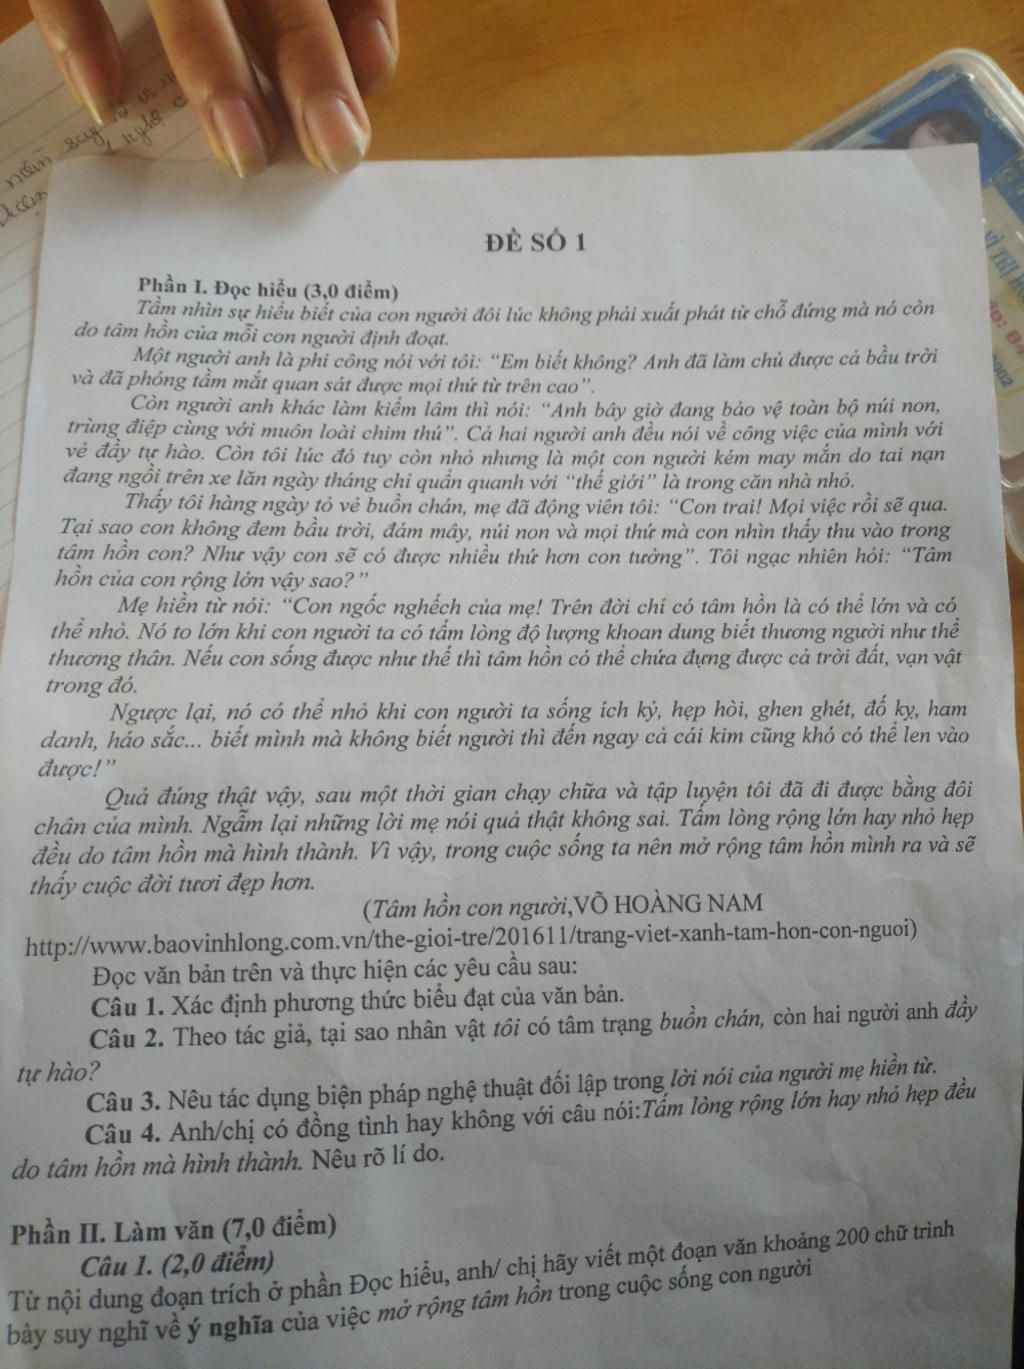 ĐỀ SỐ 1
Phần I. Đọc hiểu (3,0 điểm)
Tầm nhìn sự hiểu biết của con người đôi lúc không phải xuất phát từ chỗ đứng mà nó còn
do tâm hồn của mỗi con người định đoạt.
Một người anh là phi công nói với tôi: “Em biết không? Anh đã làm chủ được cả bầu trời
và đã phóng tầm mắt quan sát được mọi thứ từ trên cao”.
Còn người anh khác làm kiểm lâm thì nói: “Anh bây giờ đang bảo vệ toàn bộ núi non,
trùng điệp cùng với muôn loài chim thú”. Cả hai người anh đều nói về công việc của mình với
vẻ đầy tự hào. Còn tôi lúc đó tuy còn nhỏ nhưng là một con người kém may mắn do tai nạn
đang ngồi trên xe lăn ngày tháng chỉ quẩn quanh với “thế giới” là trong căn nhà nhỏ.
Thấy tôi hàng ngày tỏ vẻ buồn chán, mẹ đã động viên tôi: “Con trai! Mọi việc rồi sẽ qua.
Tại sao con không đem bầu trời, đám mây, núi non và mọi thứ mà con nhìn thấy thu vào trong
tâm hồn con? Như vậy con sẽ có được nhiều thứ hơn con tưởng”. Tôi ngạc nhiên hỏi: “Tâm
hồn của con rộng lớn vậy sao?”
Mẹ hiền từ nói: “Con ngốc nghếch của mẹ! Trên đời chỉ có tâm hồn là có thể lớn và có
thể nhỏ. Nó to lớn khi con người ta có tấm lòng độ lượng khoan dung biết thương người như thể
thương thân. Nếu con sống được như thế thì tâm hồn có thể chứa đựng được cả trời đất, vạn vật
trong đó.
Ngược lại, nó có thể nhỏ khi con người ta sống ích kỷ, hẹp hòi, ghen ghét, đố kỵ, ham
danh, háo sắc... biết mình mà không biết người thì đến ngay cả cái kim cũng khó có thể len vào
được!”
Quả đúng thật vậy, sau một thời gian chạy chữa và tập luyện tôi đã đi được bằng đôi
chân của mình. Ngẫm lại những lời mẹ nói quả thật không sai. Tấm lòng rộng lớn hay nhỏ hẹp
đều do tâm hồn mà hình thành. Vì vậy, trong cuộc sống ta nên mở rộng tâm hồn mình ra và sẽ
thấy cuộc đời tươi đẹp hơn.
(Tâm hồn con người,VÕ HOÀNG NAM
http://www.baovinhlong.com.vn/the-gioi-tre/201611/trang-viet-xanh-tam-hon-con-nguoi)
Đọc văn bản trên và thực hiện các yêu cầu sau:
Câu 1. Xác định phương thức biểu đạt của văn bản.
Câu 2. Theo tác giả, tại sao nhân vật tôi có tâm trạng buồn chán, còn hai người anh đầy
tự hào?
Câu 3. Nêu tác dụng biện pháp nghệ thuật đối lập trong lời nói của người mẹ hiền từ.
Câu 4. Anh/chị có đồng tình hay không với câu nói:Tấm lòng rộng lớn hay nhỏ hẹp đều
do tâm hồn mà hình thành. Nêu rõ lí do.
Phần II. Làm văn (7,0 điểm)
Câu 1. (2,0 điểm)
Từ nội dung đoạn trích ở phần Đọc hiểu, anh/ chị hãy viết một đoạn văn khoảng 200 chữ trình
bày suy nghĩ về ý nghĩa của việc mở rộng tâm hồn trong cuộc sống con người